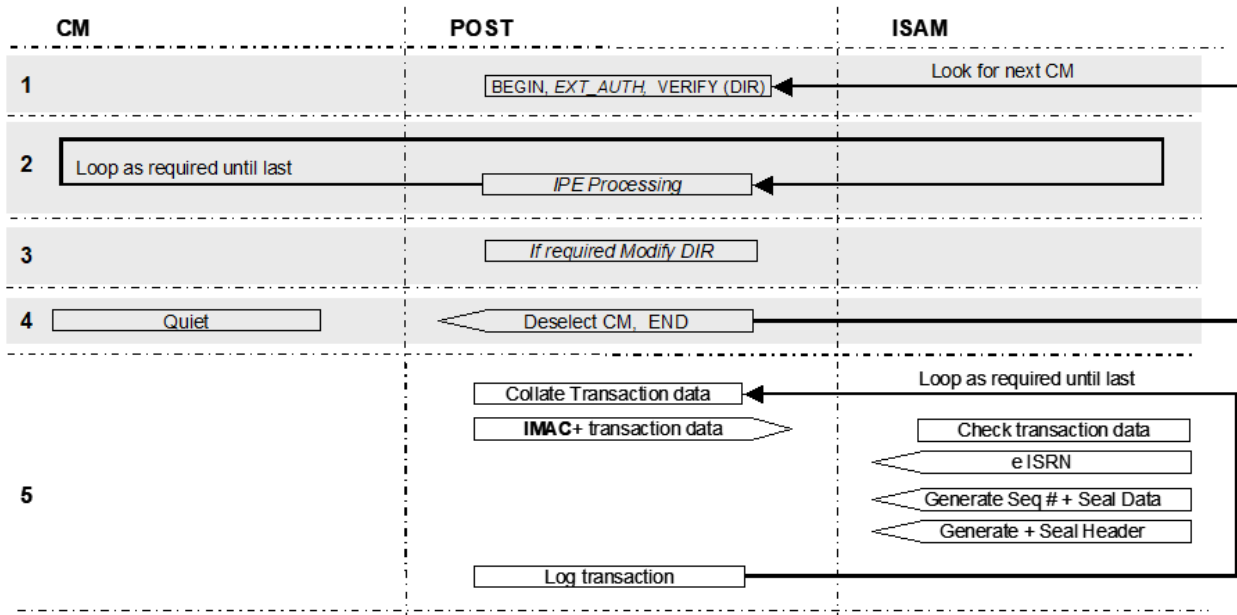 CM
POST
ISAM
1
BEGIN, EXT_AUTH, VERIFY (DIR)
Look for next CM
2
Loop as required until last
IPE Processing
3
If required Modify DIR
4
Quiet
Deselect CM, END
5
Collate Transaction data
Loop as required until last
IMAC+ transaction data
Check transaction data
e ISRN
Generate Seq # + Seal Data
Generate + Seal Header
Log transaction